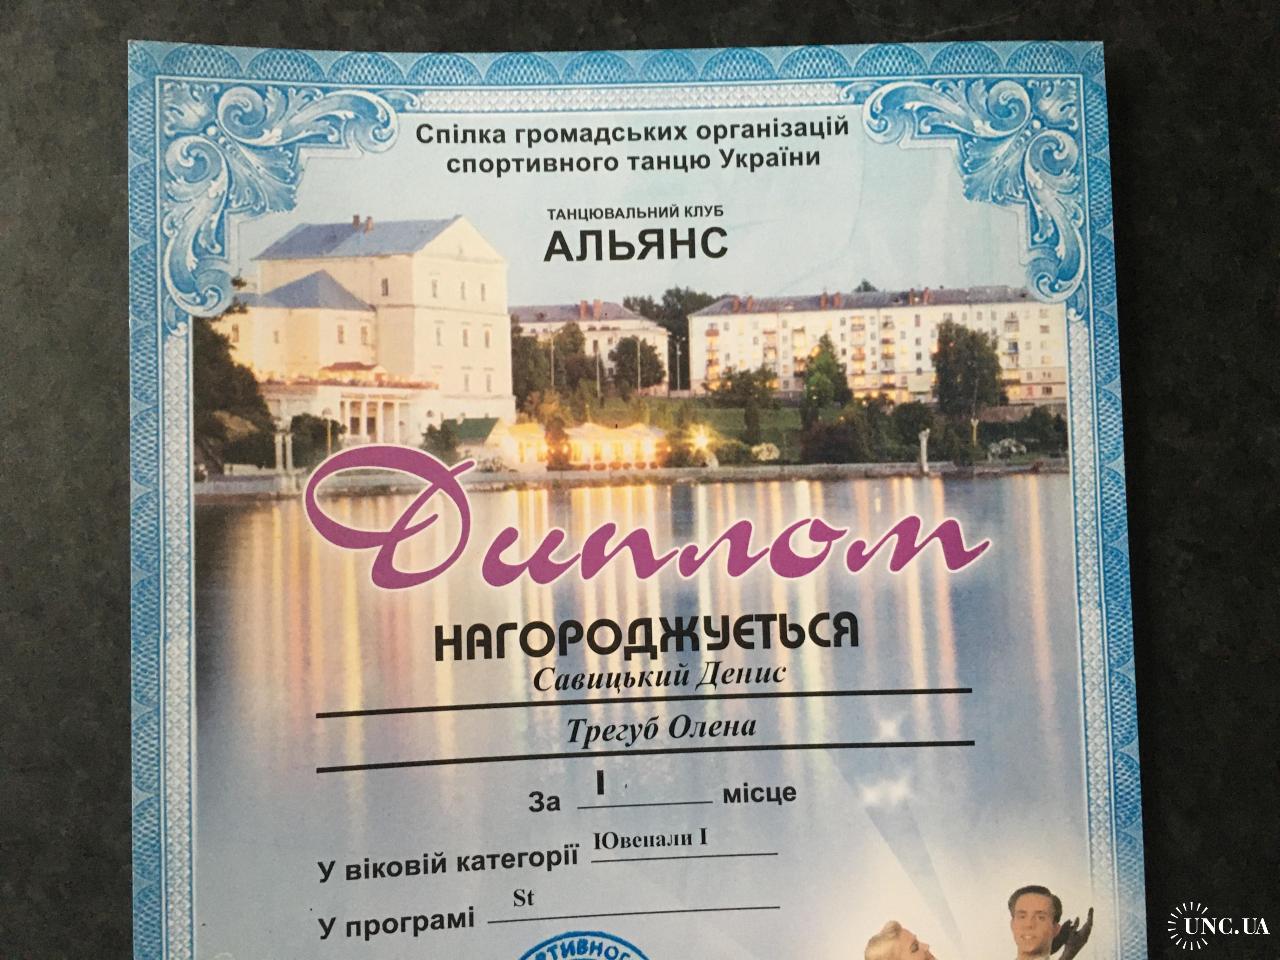 Спілка громадських організацій
спортивного танцю України
ТАНЦЮВАЛЬНИЙ КЛУБ
АЛЬЯНС
Диплом
НАГОРОДЖУЄТЬСЯ
Савицький Денис
Трегуб Олена
За I місце
У віковій категорії Ювенали I
У програмі St
UNC.UA